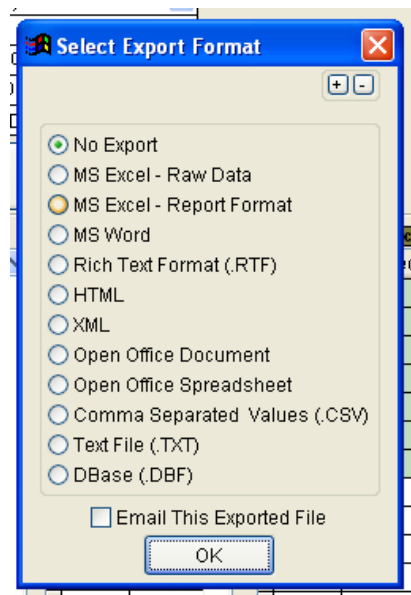 Select Export Format
+ -
No Export
MS Excel - Raw Data
MS Excel - Report Format
MS Word
Rich Text Format (.RTF)
HTML
XML
Open Office Document
Open Office Spreadsheet
Comma Separated Values (.CSV)
Text File (.TXT)
DBase (.DBF)
Email This Exported File
OK